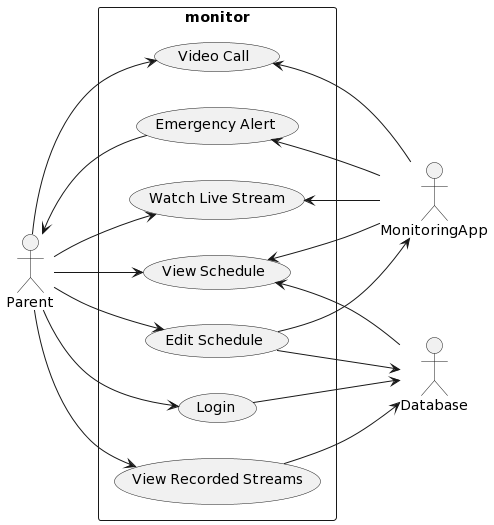 monitor
Video Call
Emergency Alert
Watch Live Stream
MonitoringApp
View Schedule
Parent
Edit Schedule
Database
Login
View Recorded Streams